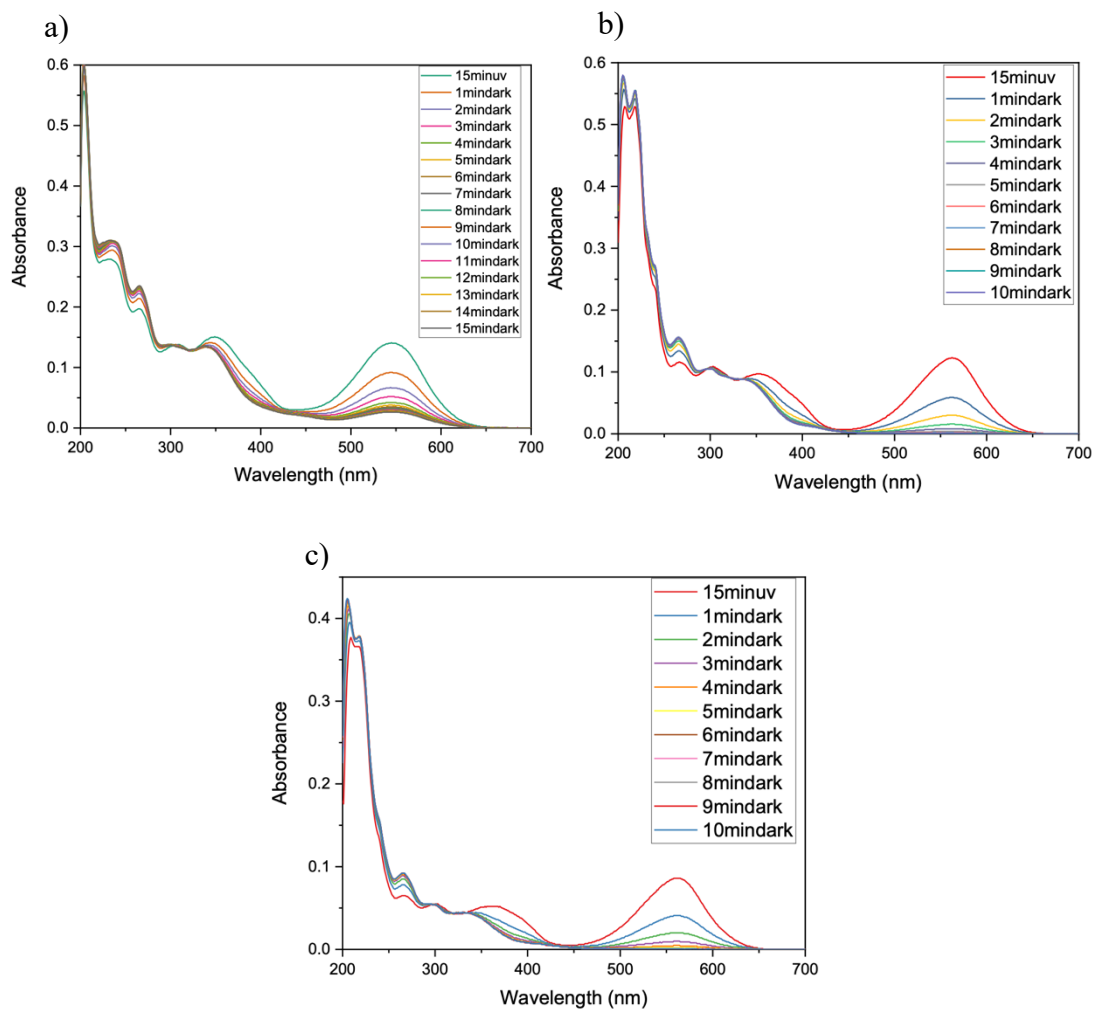 a)
0.6
0.5
0.4
0.3
0.2
0.1
0.0
Absorbance
200
300
400
500
600
700
Wavelength (nm)
15minuv
1mindark
2mindark
3mindark
4mindark
5mindark
6mindark
7mindark
8mindark
9mindark
10mindark
11mindark
12mindark
13mindark
14mindark
15mindark
b)
0.6
0.5
0.4
0.3
0.2
0.1
0.0
Absorbance
200
300
400
500
600
700
Wavelength (nm)
15minuv
1mindark
2mindark
3mindark
4mindark
5mindark
6mindark
7mindark
8mindark
9mindark
10mindark
c)
0.4
0.3
0.2
0.1
0.0
Absorbance
200
300
400
500
600
700
Wavelength (nm)
15minuv
1mindark
2mindark
3mindark
4mindark
5mindark
6mindark
7mindark
8mindark
9mindark
10mindark